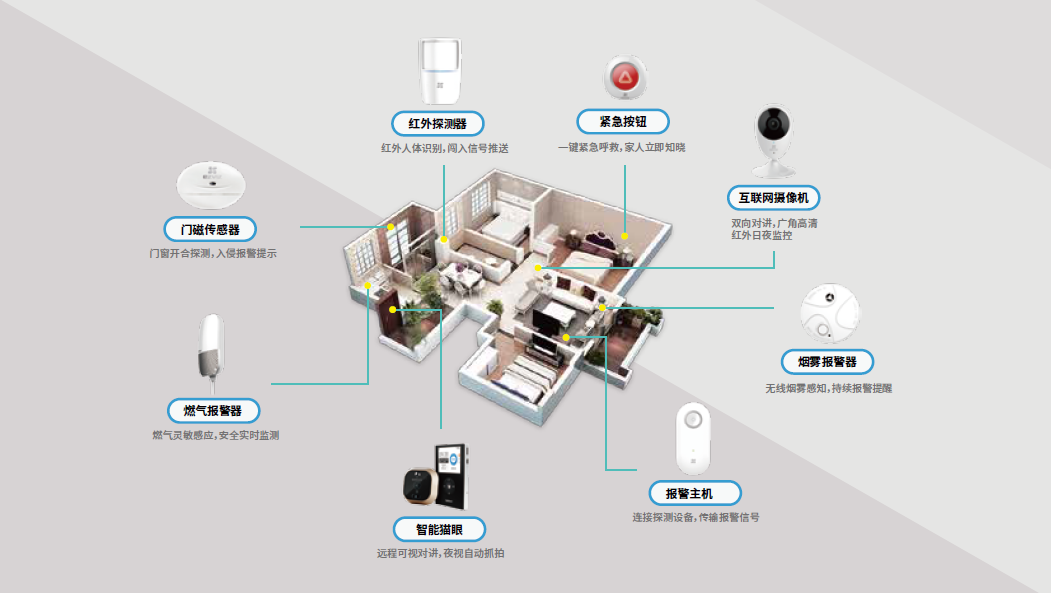 红外探测器
红外人体识别，闯入信号推送
紧急按钮
一键紧急呼救，家人立即知晓
互联网摄像机
双向对讲，广角高清
红外日夜监控
门磁传感器
门窗开合探测，入侵报警提示
烟雾报警器
无线烟雾感知，持续报警提醒
燃气报警器
燃气灵敏感应，安全实时监测
报警主机
连接探测设备，传输报警信号
智能猫眼
远程可视对讲，夜视自动抓拍